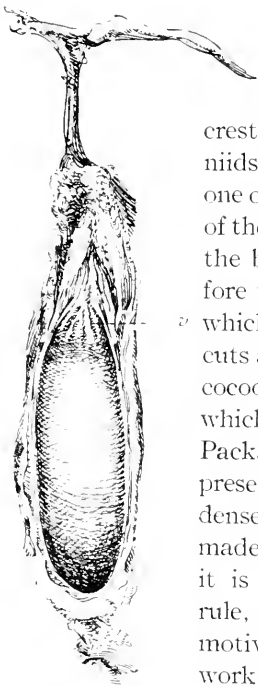 crest
niids
one o
of the
the b
fore
v which
cuts a
cocoo
which
Pack
prese
dense
made
it is
rule,
motiv
work